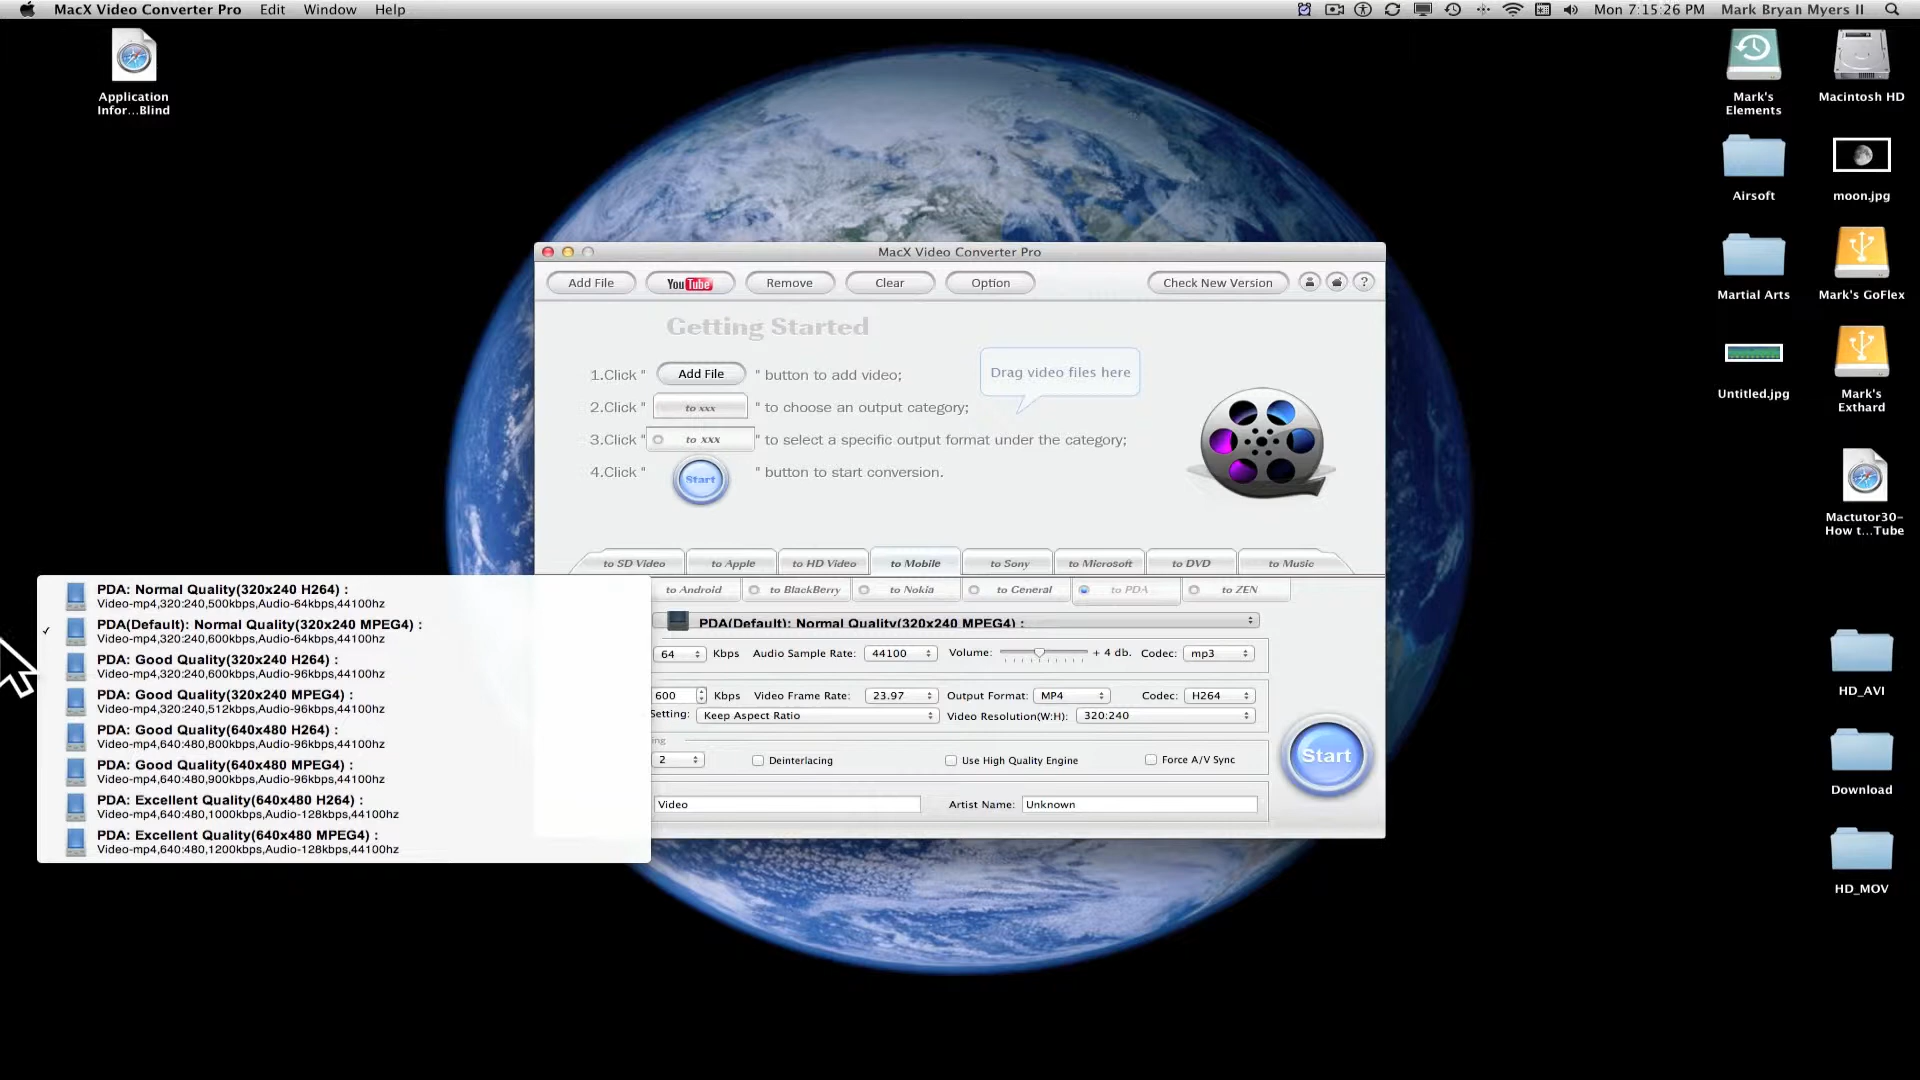 MacX Video Converter Pro Edit Window Help Mon 7:15:26 PM Mark Bryan Myers II
Application
Infor...Blind
Mark's
Elements
Macintosh HD
Airsoft
moon.jpg
Martial Arts
Mark's GoFlex
Untitled.jpg
Mark's
Exthard
Mactutor30-
How t...Tube
HD_AVI
Download
HD_MOV
MacX Video Converter Pro
Add File YouTube Remove Clear Option Check New Version ?
Getting Started
1.Click " Add File " button to add video;
Drag video files here
2.Click " to xxx " to choose an output category;
3.Click " to xxx " to select a specific output format under the category;
4.Click " Start " button to start conversion.
to SD Video to Apple to HD Video to Mobile to Sony to Microsoft to DVD to Music
to Android to BlackBerry to Nokia to General to PDA to ZEN
PDA(Default): Normal Quality(320x240 MPEG4) :
64 Kbps Audio Sample Rate: 44100 Volume: + 4 db. Codec: mp3
600 Kbps Video Frame Rate: 23.97 Output Format: MP4 Codec: H264
Setting: Keep Aspect Ratio Video Resolution(W:H): 320:240
ing
2 Deinterlacing Use High Quality Engine Force A/V Sync
Video Artist Name: Unknown
Start
PDA: Normal Quality(320x240 H264) :
Video-mp4,320:240,500kbps,Audio-64kbps,44100hz
✓ PDA(Default): Normal Quality(320x240 MPEG4) :
Video-mp4,320:240,600kbps,Audio-64kbps,44100hz
PDA: Good Quality(320x240 H264) :
Video-mp4,320:240,600kbps,Audio-96kbps,44100hz
PDA: Good Quality(320x240 MPEG4) :
Video-mp4,320:240,512kbps,Audio-96kbps,44100hz
PDA: Good Quality(640x480 H264) :
Video-mp4,640:480,800kbps,Audio-96kbps,44100hz
PDA: Good Quality(640x480 MPEG4) :
Video-mp4,640:480,900kbps,Audio-96kbps,44100hz
PDA: Excellent Quality(640x480 H264) :
Video-mp4,640:480,1000kbps,Audio-128kbps,44100hz
PDA: Excellent Quality(640x480 MPEG4) :
Video-mp4,640:480,1200kbps,Audio-128kbps,44100hz